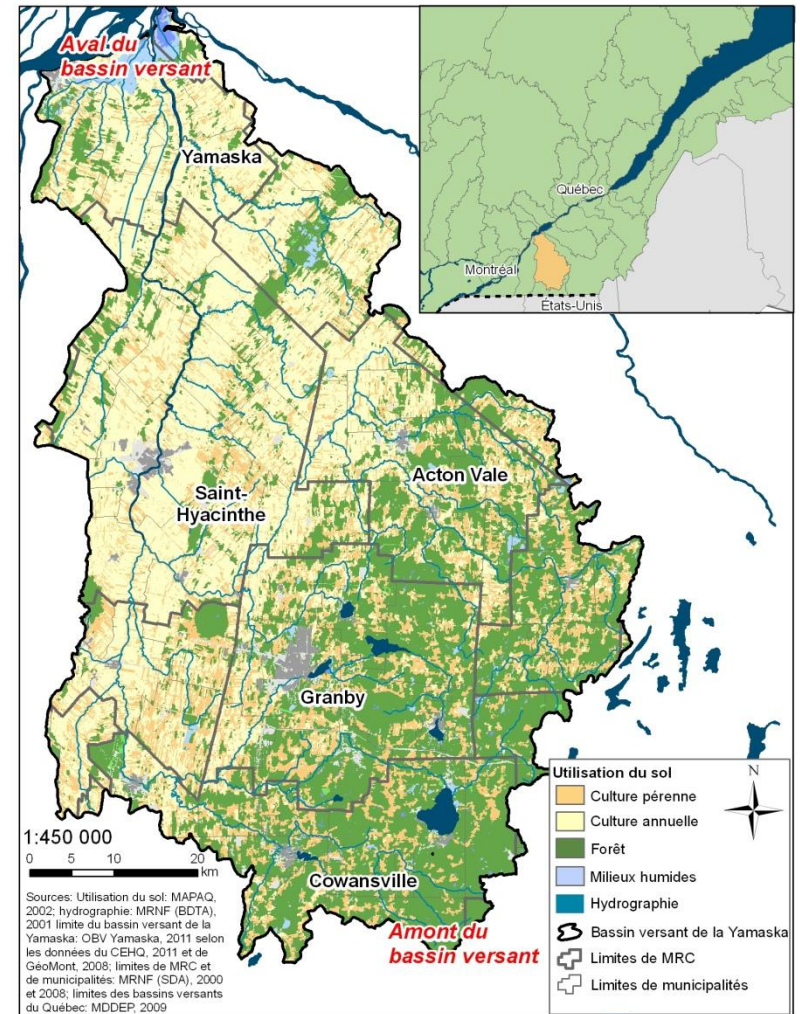 Aval du
bassin versant
Yamaska
Québec
Montréal
États-Unis
Acton Vale
Saint-
Hyacinthe
Granby
Cowansville
Amont du
bassin versant
1:450 000
0 5 10 20
km
Sources: Utilisation du sol: MAPAQ,
2002; hydrographie: MRNF (BDTA),
2001 limite du bassin versant de la
Yamaska: OBV Yamaska, 2011 selon
les données du CEHQ, 2011 et de
GéoMont, 2008; limites de MRC et
de municipalités: MRNF (SDA), 2000
et 2008; limites des bassins versants
du Québec: MDDEP, 2009
Utilisation du sol
N
Culture pérenne
Culture annuelle
Forêt
Milieux humides
Hydrographie
Bassin versant de la Yamaska
Limites de MRC
Limites de municipalités